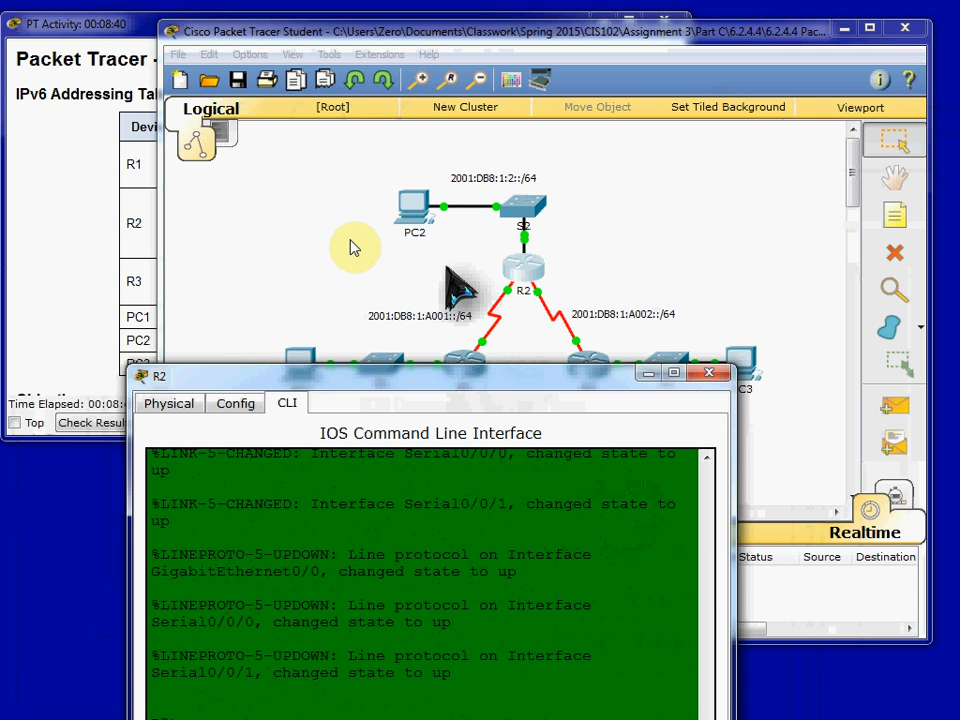 PT Activity: 00:08:40
Packet Tracer -
IPv6 Addressing Ta
Devi
R1
R2
R3
PC1
PC2
Time Elapsed: 00:08:
Top
Check Resul
Cisco Packet Tracer Student - C:\Users\Zero\Documents\Classwork\Spring 2015\CIS102\Assignment 3\Part C\6.2.4.4\6.2.4.4 Pac...
File Edit Options View Tools Extensions Help
Logical
[Root]
New Cluster
Move Object
Set Tiled Background
Viewport
2001:DB8:1:2::/64
PC2
S2
R2
2001:DB8:1:A001::/64
2001:DB8:1:A002::/64
C3
Realtime
Status Source Destination
R2
Physical Config CLI
IOS Command Line Interface
%LINK-5-CHANGED: Interface Serial0/0/0, changed state to
up
%LINK-5-CHANGED: Interface Serial0/0/1, changed state to
up
%LINEPROTO-5-UPDOWN: Line protocol on Interface
GigabitEthernet0/0, changed state to up
%LINEPROTO-5-UPDOWN: Line protocol on Interface
Serial0/0/0, changed state to up
%LINEPROTO-5-UPDOWN: Line protocol on Interface
Serial0/0/1, changed state to up